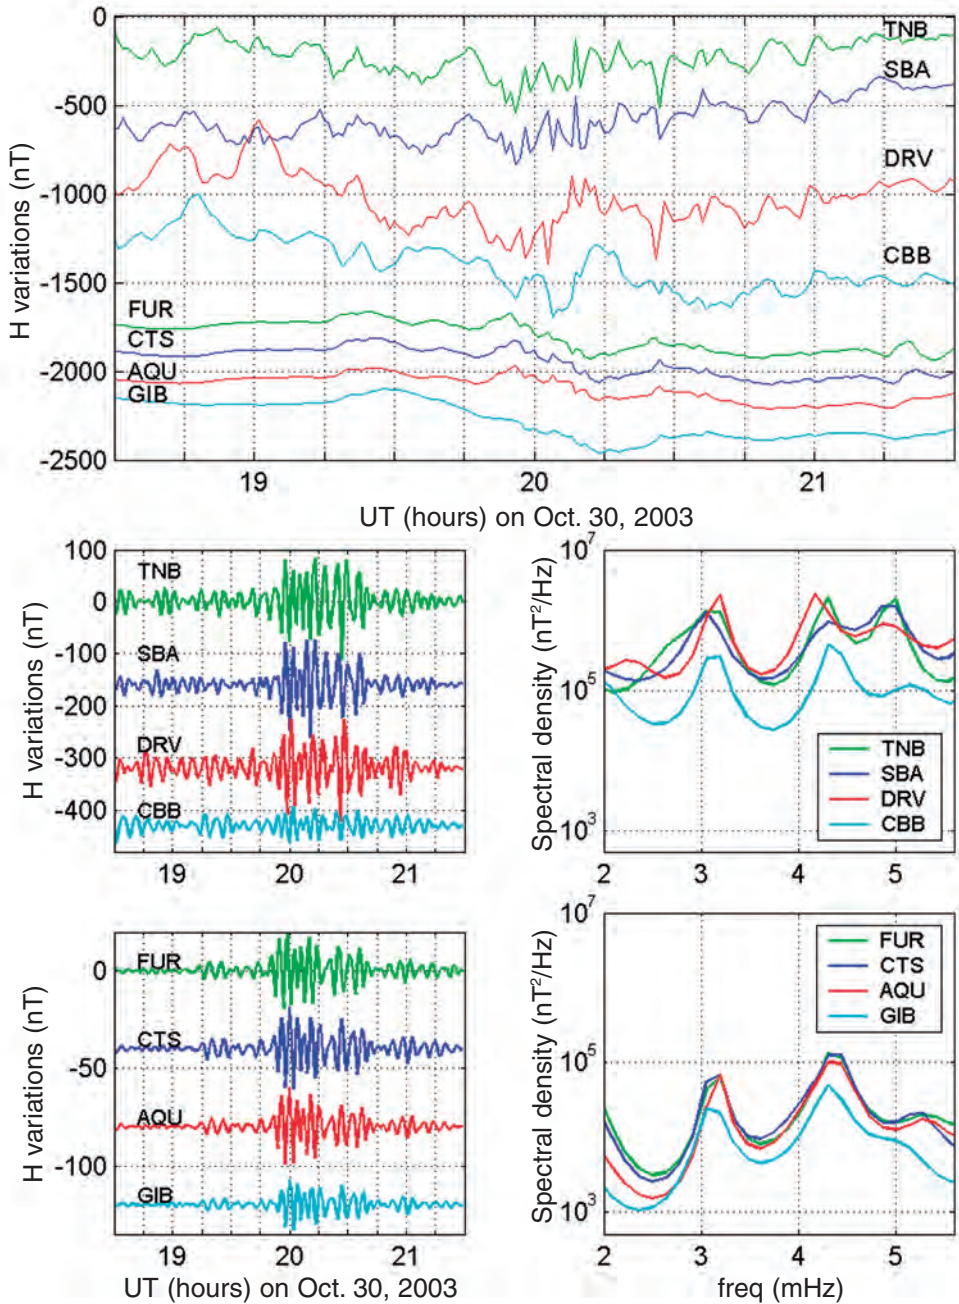 0
-500
-1000
-1500
-2000
-2500
H variations (nT)
TNB
SBA
DRV
CBB
FUR
CTS
AQU
GIB
19 20 21
UT (hours) on Oct. 30, 2003
100
0
-100
-200
-300
-400
H variations (nT)
TNB
SBA
DRV
CBB
19 20 21
10^7
10^5
10^3
Spectral density (nT²/Hz)
TNB
SBA
DRV
CBB
2 3 4 5
0
-50
-100
H variations (nT)
FUR
CTS
AQU
GIB
19 20 21
UT (hours) on Oct. 30, 2003
10^7
10^5
10^3
Spectral density (nT²/Hz)
FUR
CTS
AQU
GIB
2 3 4 5
freq (mHz)